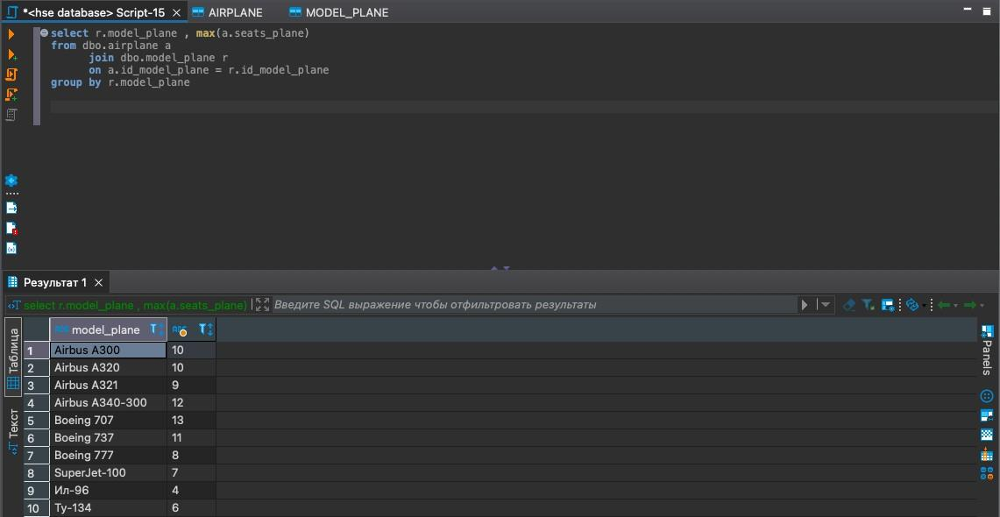 *<hse database> Script-15
AIRPLANE
MODEL_PLANE
select r.model_plane , max(a.seats_plane)
from dbo.airplane a
join dbo.model_plane r
on a.id_model_plane = r.id_model_plane
group by r.model_plane
Результат 1
select r.model_plane , max(a.seats_plane)
Введите SQL выражение чтобы отфильтровать результаты
Таблица
Текст
Panels
ABC model_plane ABC
1 Airbus A300 10
2 Airbus A320 10
3 Airbus A321 9
4 Airbus A340-300 12
5 Boeing 707 13
6 Boeing 737 11
7 Boeing 777 8
8 SuperJet-100 7
9 Ил-96 4
10 Ту-134 6